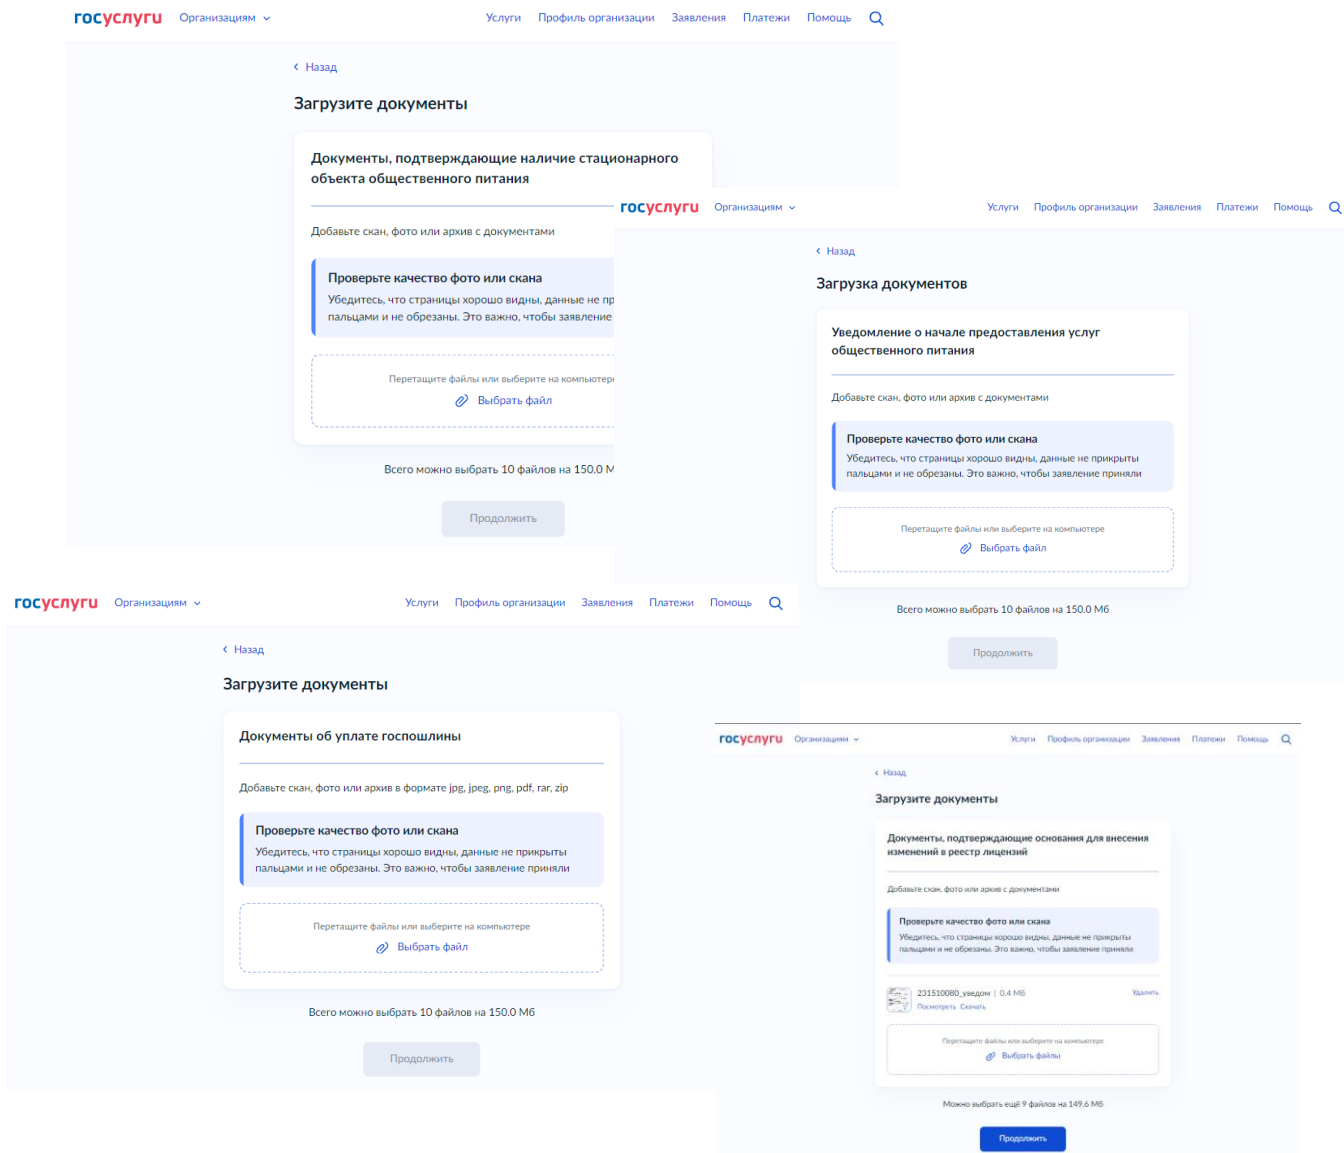 госуслуги Организациям Услуги Профиль организации Заявления Платежи Помощь
Назад
Загрузите документы
Документы, подтверждающие наличие стационарного
объекта общественного питания
Добавьте скан, фото или архив с документами
Проверьте качество фото или скана
Убедитесь, что страницы хорошо видны, данные не пр
пальцами и не обрезаны. Это важно, чтобы заявление
Перетащите файлы или выберите на компьютере
Выбрать файл
Всего можно выбрать 10 файлов на 150.0 М
Продолжить
госуслуги Организациям Услуги Профиль организации Заявления Платежи Помощь
Назад
Загрузка документов
Уведомление о начале предоставления услуг
общественного питания
Добавьте скан, фото или архив с документами
Проверьте качество фото или скана
Убедитесь, что страницы хорошо видны, данные не прикрыты
пальцами и не обрезаны. Это важно, чтобы заявление приняли
Перетащите файлы или выберите на компьютере
Выбрать файл
Всего можно выбрать 10 файлов на 150.0 Мб
Продолжить
госуслуги Организациям Услуги Профиль организации Заявления Платежи Помощь
Назад
Загрузите документы
Документы об уплате госпошлины
Добавьте скан, фото или архив в формате jpg, jpeg, png, pdf, rar, zip
Проверьте качество фото или скана
Убедитесь, что страницы хорошо видны, данные не прикрыты
пальцами и не обрезаны. Это важно, чтобы заявление приняли
Перетащите файлы или выберите на компьютере
Выбрать файл
Всего можно выбрать 10 файлов на 150.0 Мб
Продолжить
госуслуги Организациям Услуги Профиль организации Заявления Платежи Помощь
Назад
Загрузите документы
Документы, подтверждающие основания для внесения
изменений в реестр лицензий
Добавьте скан, фото или архив с документами
Проверьте качество фото или скана
Убедитесь, что страницы хорошо видны, данные не прикрыты
пальцами и не обрезаны. Это важно, чтобы заявление приняли
231510080_уведом | 0.4 Мб Удалить
Посмотреть Скачать
Перетащите файлы или выберите на компьютере
Выбрать файлы
Можно выбрать ещё 9 файлов на 149.6 Мб
Продолжить